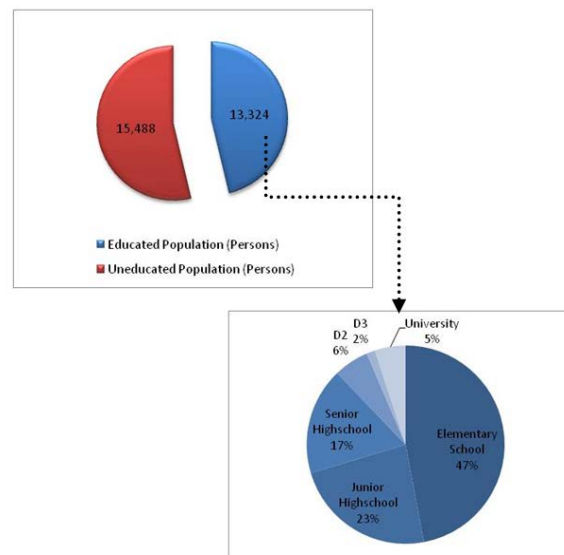 15,488
13,324
Educated Population (Persons)
Uneducated Population (Persons)
D3
2%
University
5%
D2
6%
Senior
Highschool
17%
Elementary
School
47%
Junior
Highschool
23%